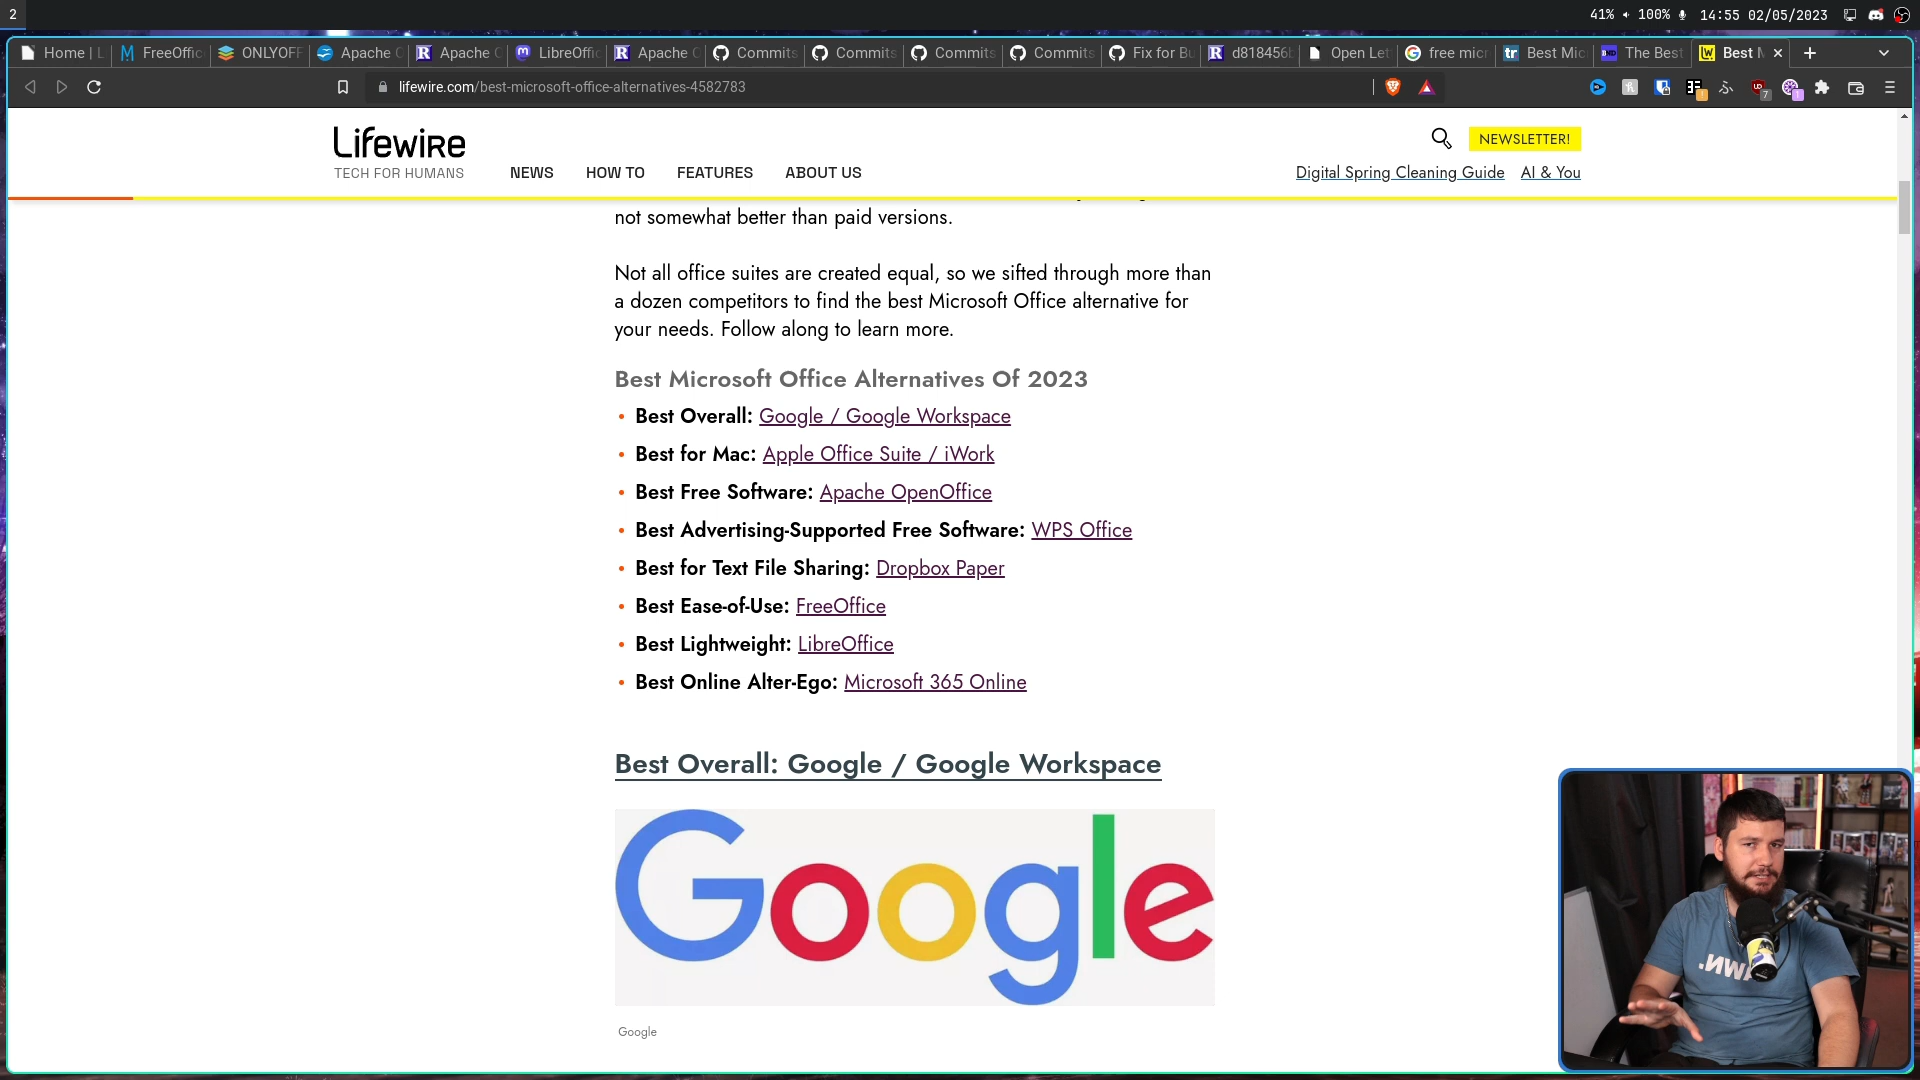 2
41% 100% 14:55 02/05/2023
Home | L
FreeOffic
ONLYOFF
Apache O
Apache O
LibreOffic
Apache O
Commits
Commits
Commits
Commits
Fix for Bu
d818456
Open Let
free micr
Best Mic
The Best
Best M
lifewire.com/best-microsoft-office-alternatives-4582783
7
1
Lifewire
TECH FOR HUMANS
NEWS HOW TO FEATURES ABOUT US
NEWSLETTER!
Digital Spring Cleaning Guide AI & You
not somewhat better than paid versions.
Not all office suites are created equal, so we sifted through more than
a dozen competitors to find the best Microsoft Office alternative for
your needs. Follow along to learn more.
Best Microsoft Office Alternatives Of 2023
• Best Overall: Google / Google Workspace
• Best for Mac: Apple Office Suite / iWork
• Best Free Software: Apache OpenOffice
• Best Advertising-Supported Free Software: WPS Office
• Best for Text File Sharing: Dropbox Paper
• Best Ease-of-Use: FreeOffice
• Best Lightweight: LibreOffice
• Best Online Alter-Ego: Microsoft 365 Online
Best Overall: Google / Google Workspace
Google
Google